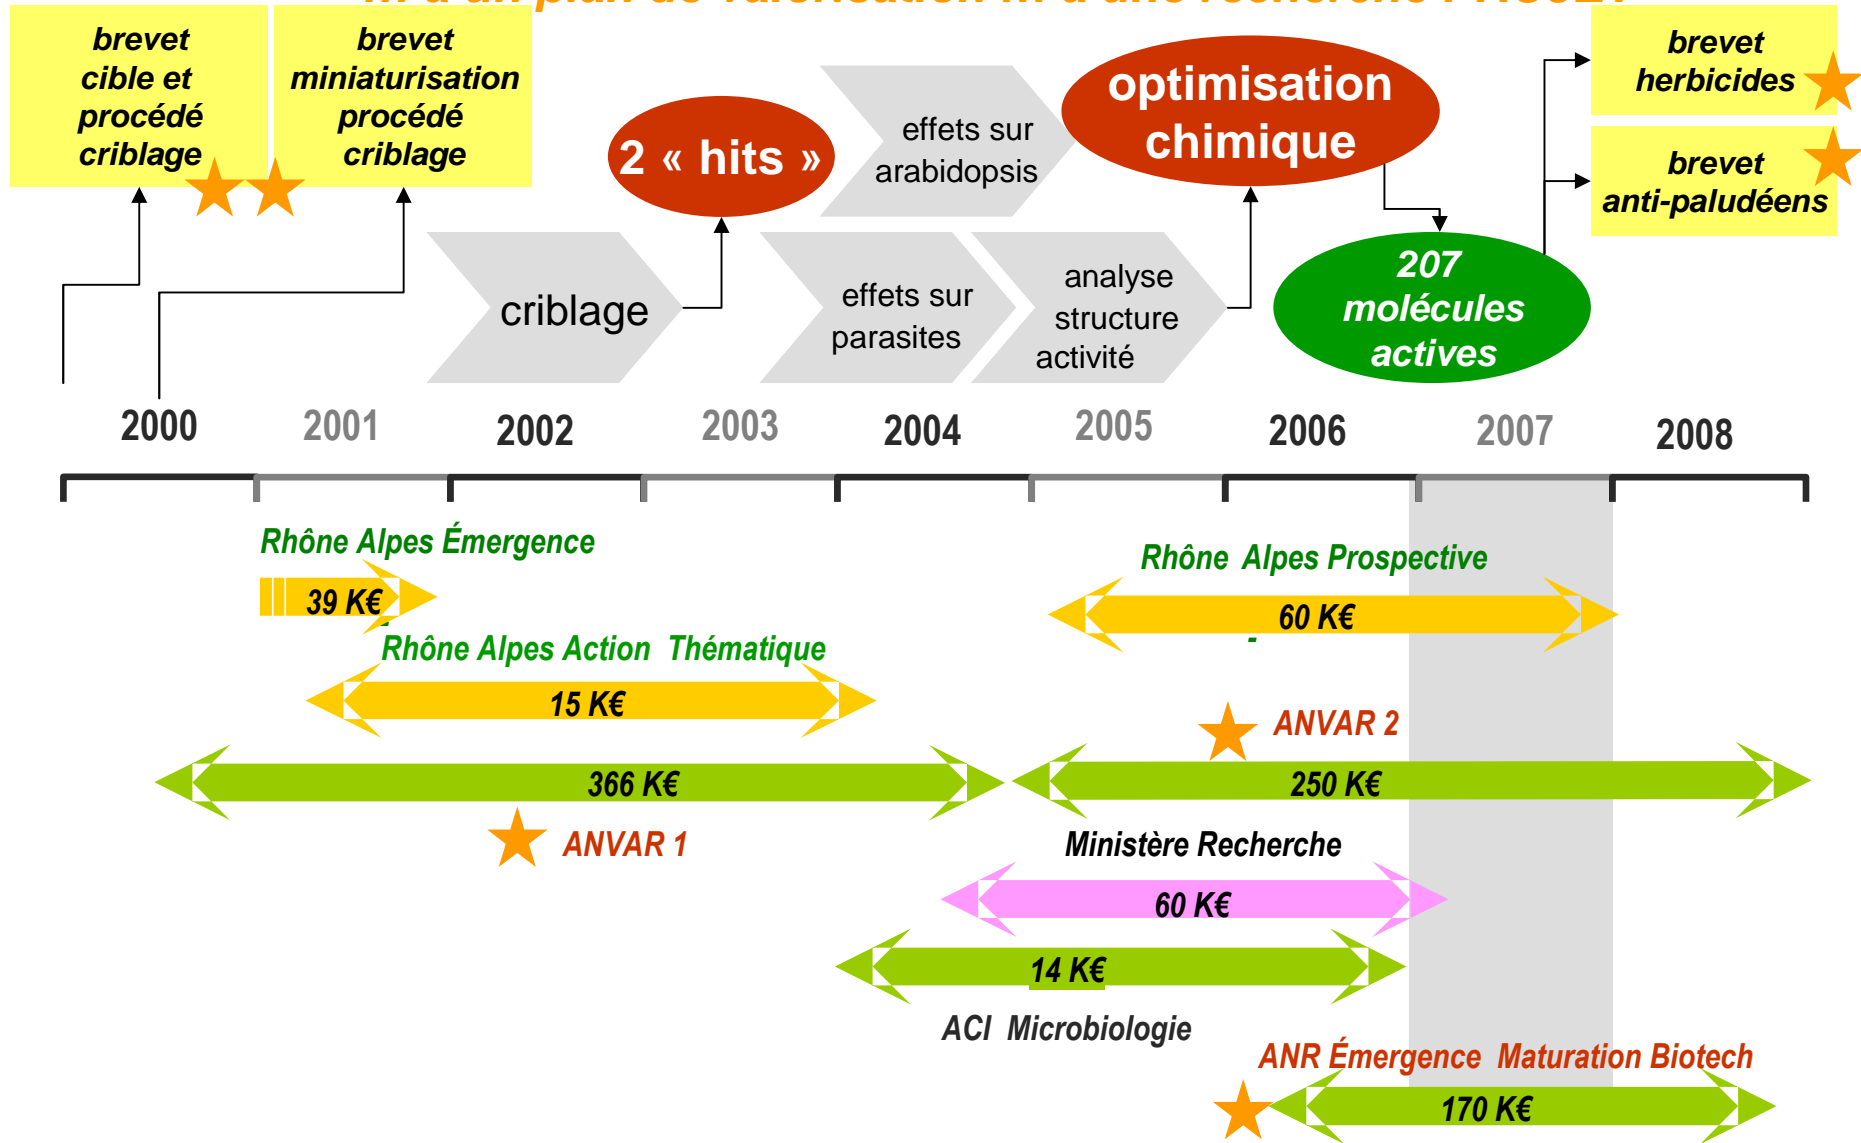 brevet
cible et
procédé
criblage
brevet
miniaturisation
procédé
criblage
2 « hits »
effets sur
arabidopsis
optimisation
chimique
brevet
herbicides
brevet
anti-paludéens
criblage
effets sur
parasites
analyse
structure
activité
207
molécules
actives
2000 2001 2002 2003 2004 2005 2006 2007 2008
Rhône Alpes Émergence
39 K€
Rhône Alpes Prospective
60 K€
-
Rhône Alpes Action Thématique
15 K€
ANVAR 2
366 K€
250 K€
ANVAR 1
Ministère Recherche
60 K€
14 K€
ACI Microbiologie
ANR Émergence Maturation Biotech
170 K€